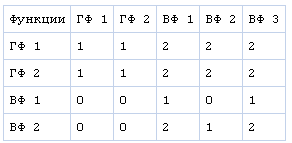 Функции ГФ 1 ГФ 2 ВФ 1 ВФ 2 ВФ 3
ГФ 1 1 1 2 2 2
ГФ 2 1 1 2 2 2
ВФ 1 0 0 1 0 1
ВФ 2 0 0 2 1 2